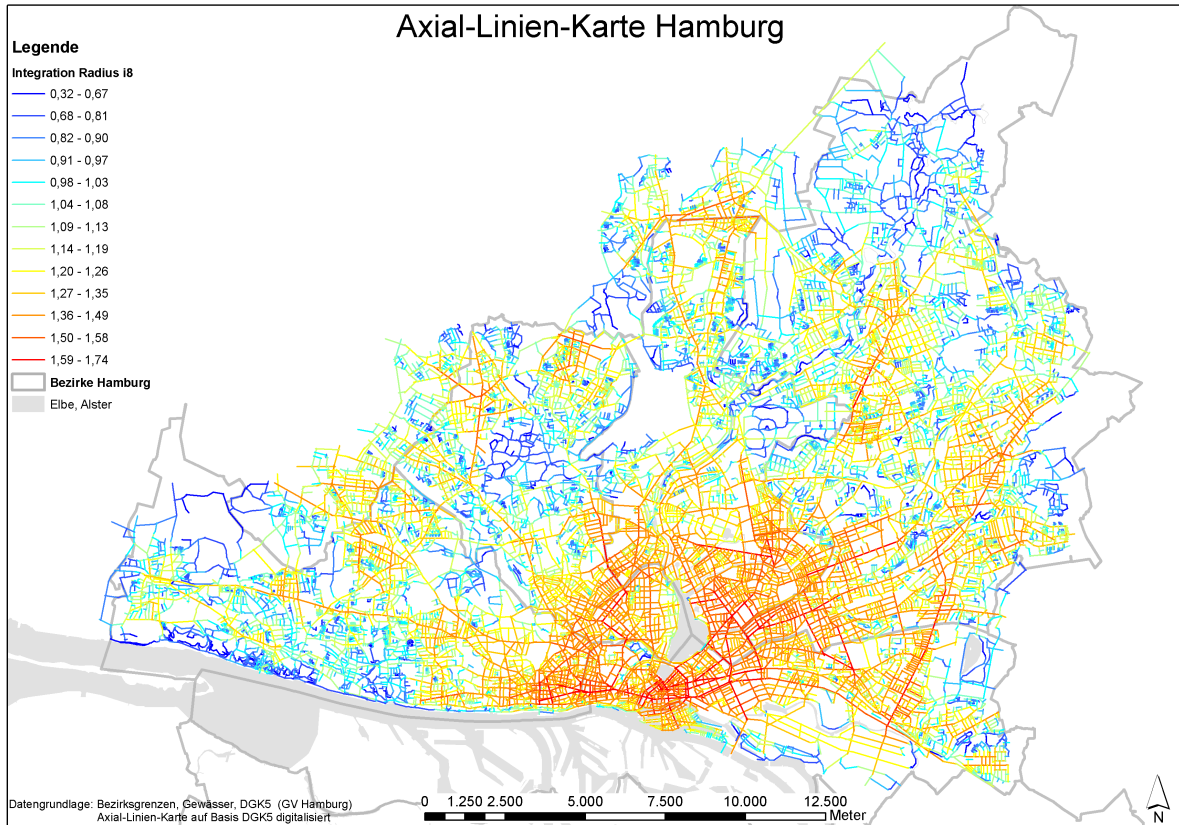 Axial-Linien-Karte Hamburg
Legende
Integration Radius i8
0,32 - 0,67
0,68 - 0,81
0,82 - 0,90
0,91 - 0,97
0,98 - 1,03
1,04 - 1,08
1,09 - 1,13
1,14 - 1,19
1,20 - 1,26
1,27 - 1,35
1,36 - 1,49
1,50 - 1,58
1,59 - 1,74
Bezirke Hamburg
Elbe, Alster
Datengrundlage: Bezirksgrenzen, Gewässer, DGK5 (GV Hamburg)
Axial-Linien-Karte auf Basis DGK5 digitalisiert
0 1.250 2.500 5.000 7.500 10.000 12.500
Meter
N